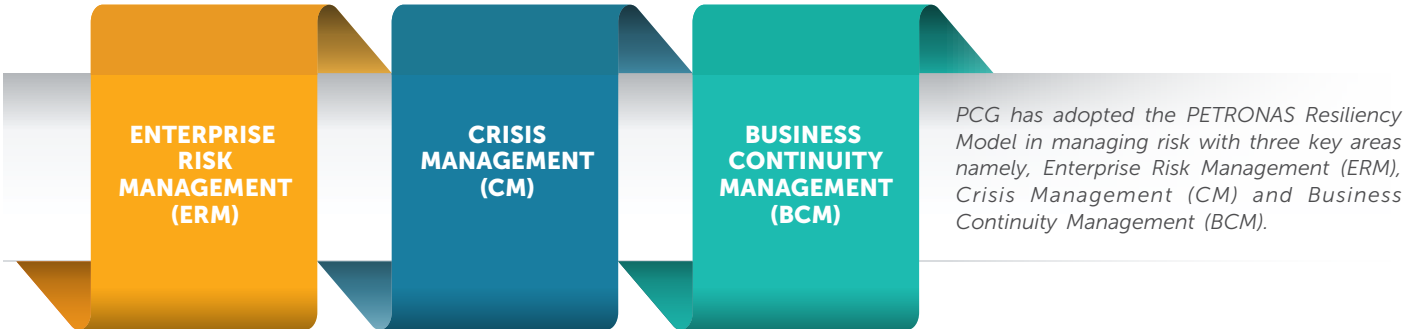 ENTERPRISE
RISK
MANAGEMENT
(ERM)
CRISIS
MANAGEMENT
(CM)
BUSINESS
CONTINUITY
MANAGEMENT
(BCM)
PCG has adopted the PETRONAS Resiliency
Model in managing risk with three key areas
namely, Enterprise Risk Management (ERM),
Crisis Management (CM) and Business
Continuity Management (BCM).